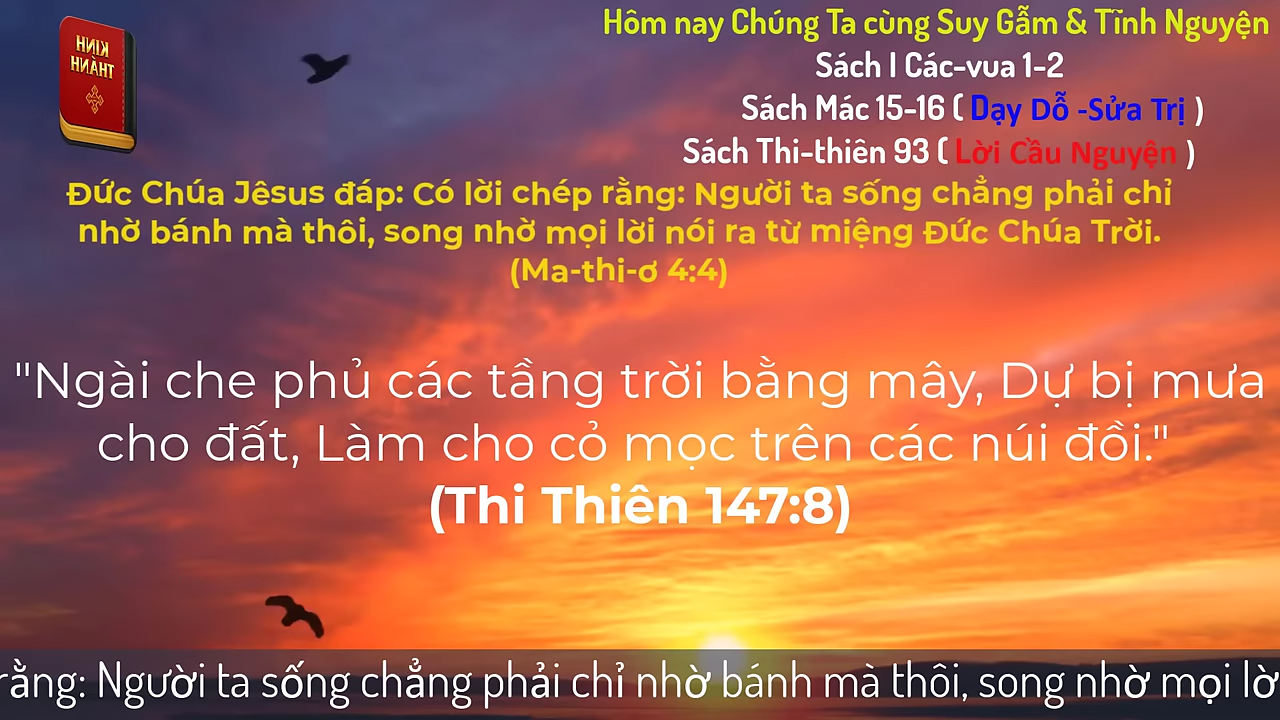 KINH
THÁNH
Hôm nay Chúng Ta cùng Suy Gẫm & Tĩnh Nguyện
Sách I Các-vua 1-2
Sách Mác 15-16 ( Dạy Dỗ -Sửa Trị )
Sách Thi-thiên 93 ( Lời Cầu Nguyện )
Đức Chúa Jêsus đáp: Có lời chép rằng: Người ta sống chẳng phải chỉ
nhờ bánh mà thôi, song nhờ mọi lời nói ra từ miệng Đức Chúa Trời.
(Ma-thi-ơ 4:4)
"Ngài che phủ các tầng trời bằng mây, Dự bị mưa
cho đất, Làm cho cỏ mọc trên các núi đồi."
(Thi Thiên 147:8)
rằng: Người ta sống chẳng phải chỉ nhờ bánh mà thôi, song nhờ mọi lờ